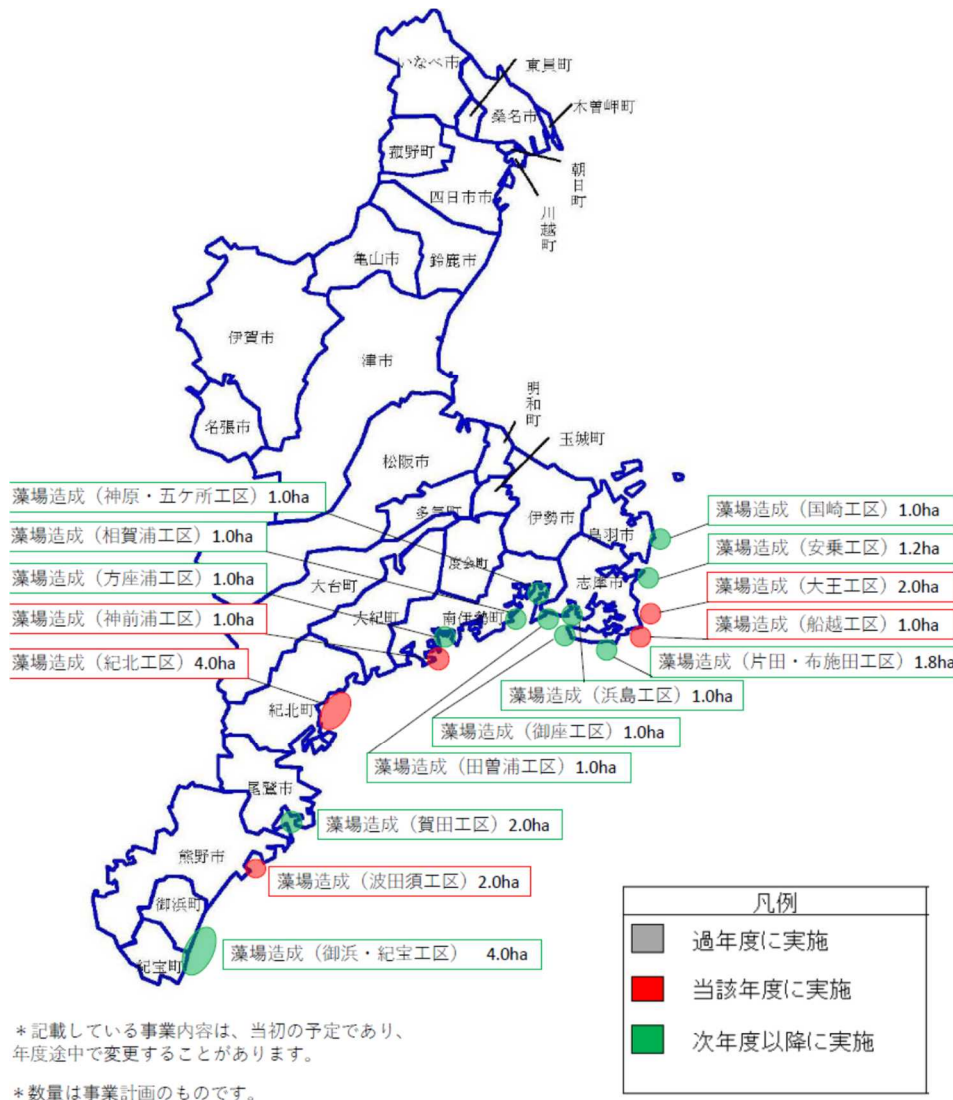 いなべ市
東員町
桑名市
木曽岬町
菰野町
朝日町
四日市市
川越町
亀山市
鈴鹿市
伊賀市
津市
名張市
明和町
玉城町
松阪市
多気町
伊勢市
鳥羽市
度会町
志摩市
大台町
大紀町
南伊勢町
紀北町
尾鷲市
熊野市
御浜町
紀宝町
藻場造成（神原・五ケ所工区）1.0ha
藻場造成（相賀浦工区）1.0ha
藻場造成（方座浦工区）1.0ha
藻場造成（神前浦工区）1.0ha
藻場造成（紀北工区）4.0ha
藻場造成（国崎工区）1.0ha
藻場造成（安乗工区）1.2ha
藻場造成（大王工区）2.0ha
藻場造成（船越工区）1.0ha
藻場造成（片田・布施田工区）1.8ha
藻場造成（浜島工区）1.0ha
藻場造成（御座工区）1.0ha
藻場造成（田曽浦工区）1.0ha
藻場造成（賀田工区）2.0ha
藻場造成（波田須工区）2.0ha
藻場造成（御浜・紀宝工区）　4.0ha
凡例
過年度に実施
当該年度に実施
次年度以降に実施
＊記載している事業内容は、当初の予定であり、
年度途中で変更することがあります。
＊数量は事業計画のものです。